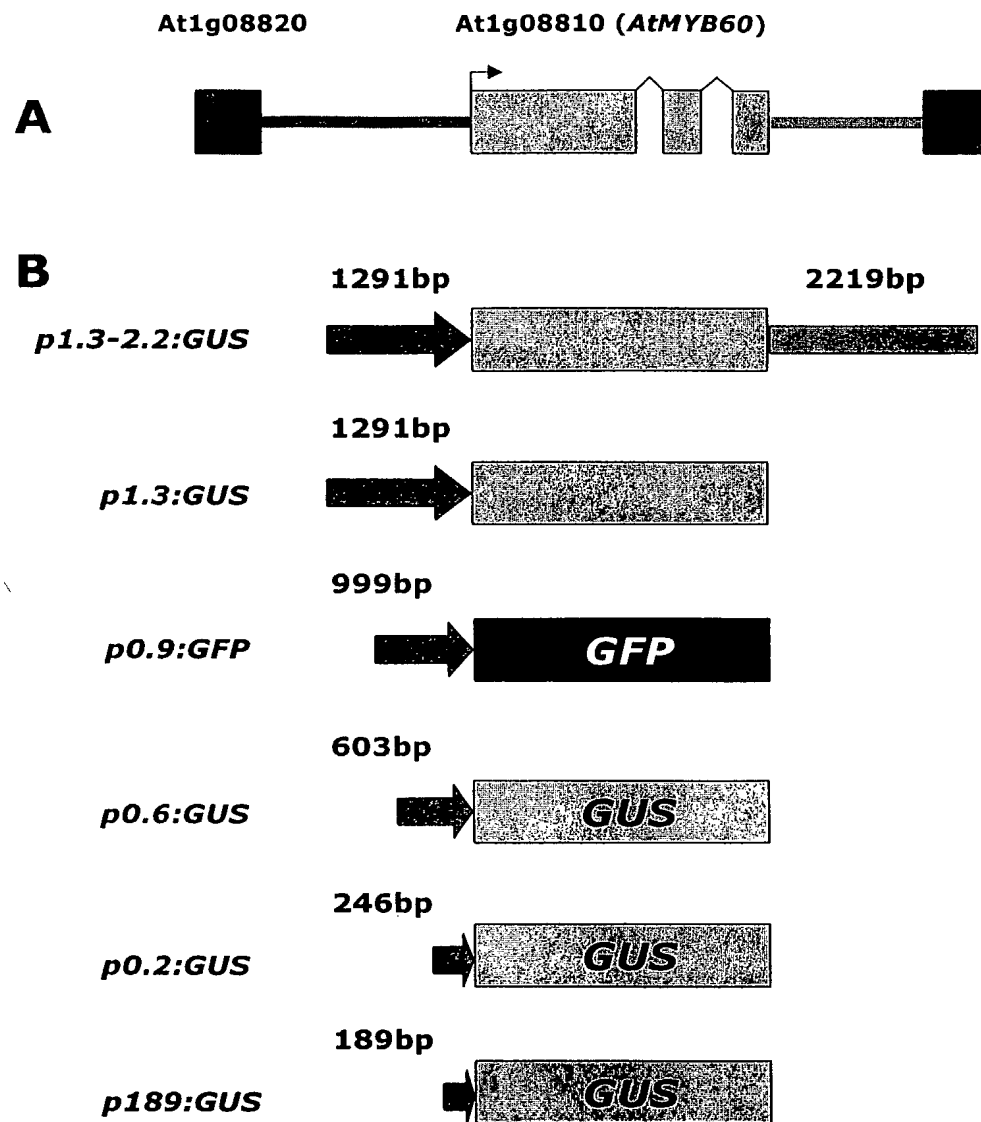 At1g08820 At1g08810 (AtMYB60)
A
B
1291bp 2219bp
p1.3-2.2:GUS
1291bp
p1.3:GUS
999bp
p0.9:GFP GFP
603bp
p0.6:GUS GUS
246bp
p0.2:GUS GUS
189bp
p189:GUS GUS